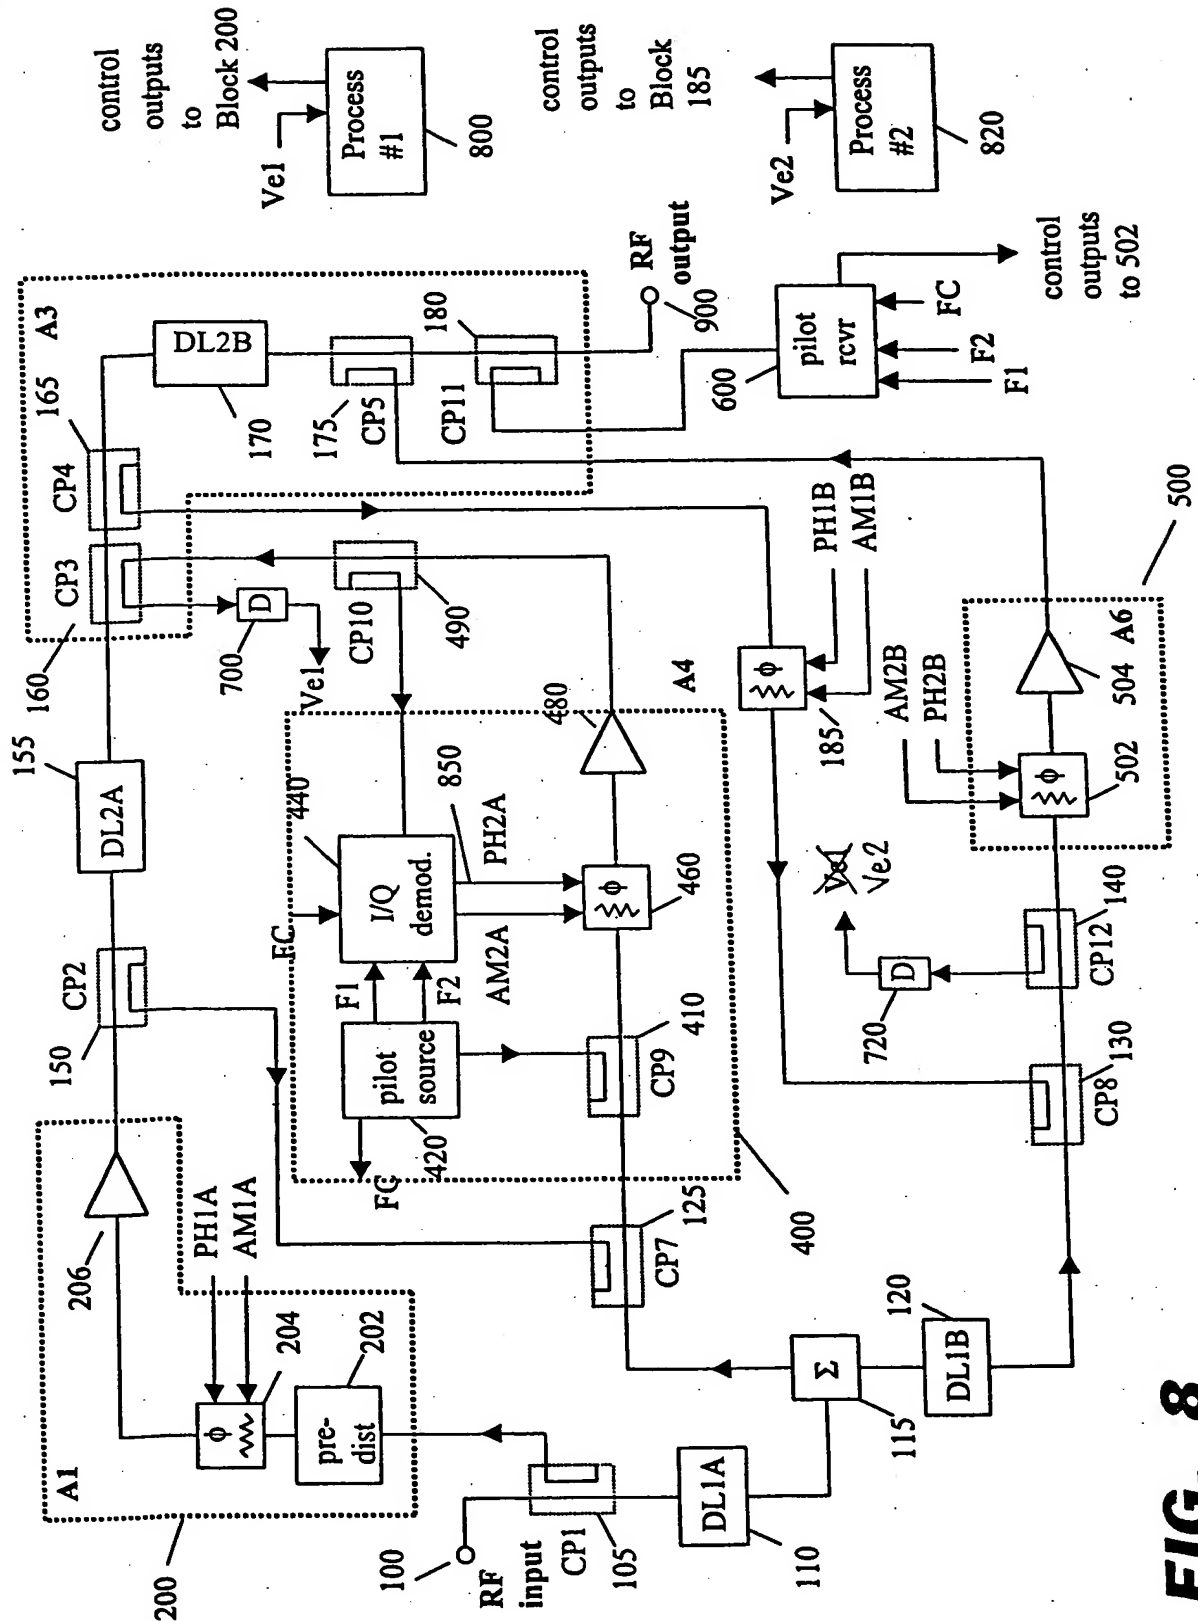 200
A1
PH1A
AM1A
206
204
202
ϕ
pre-
dist
100
RF
input
CP1
105
DL1A
110
Σ
115
DL1B
120
150
CP2
155
DL2A
160
CP3
CP4
165
A3
DL2B
170
175
CP5
CP11
180
RF
output
900
D
700
Ve1
CP10
490
FC
440
I/Q
demod.
850
PH2A
AM2A
F1
F2
pilot
source
420
FC
480
A4
ϕ
460
410
CP9
125
CP7
400
ϕ
185
PH1B
AM1B
600
pilot
rcvr
F1
F2
FC
control
outputs
to 502
control
outputs
to
Block 200
Ve1
Process
#1
800
control
outputs
to
Block
185
Ve2
Process
#2
820
Ve1
Ve2
D
720
130
CP8
140
CP12
AM2B
PH2B
ϕ
502
504
A6
500
FIG. 8